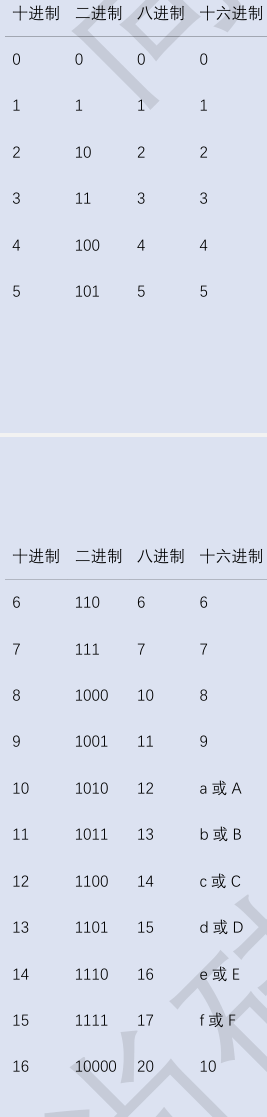 十进制 二进制 八进制 十六进制
0 0 0 0
1 1 1 1
2 10 2 2
3 11 3 3
4 100 4 4
5 101 5 5
十进制 二进制 八进制 十六进制
6 110 6 6
7 111 7 7
8 1000 10 8
9 1001 11 9
10 1010 12 a 或 A
11 1011 13 b 或 B
12 1100 14 c 或 C
13 1101 15 d 或 D
14 1110 16 e 或 E
15 1111 17 f 或 F
16 10000 20 10